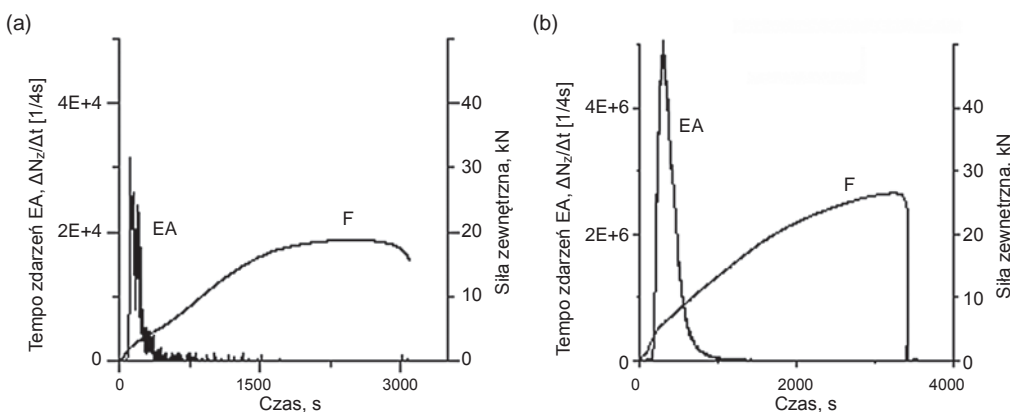 (a)
Tempo zdarzeń EA, ΔN_z/Δt [1/4s]
4E+4
2E+4
0
EA
F
40
30
20
10
0
Siła zewnętrzna, kN
0
1500
3000
Czas, s
(b)
Tempo zdarzeń EA, ΔN_z/Δt [1/4s]
4E+6
2E+6
0
EA
F
40
30
20
10
0
Siła zewnętrzna, kN
0
2000
4000
Czas, s